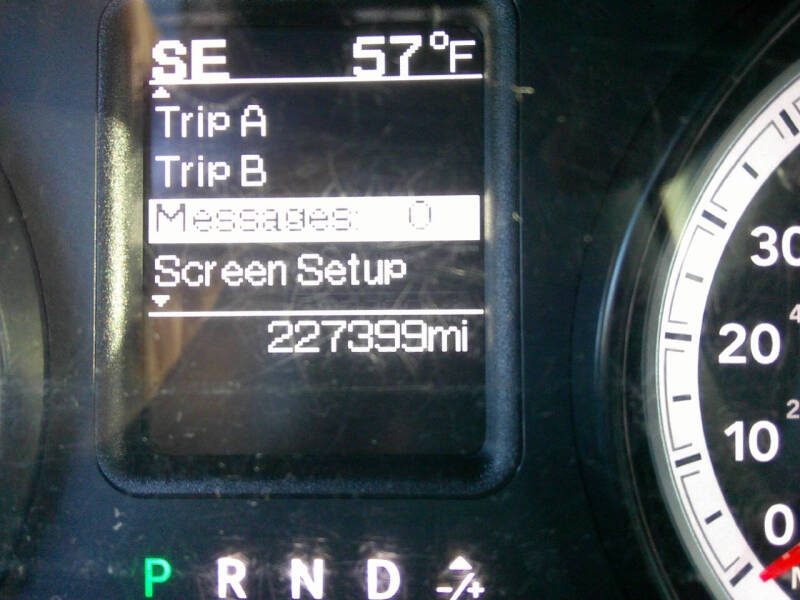 SE 57°F
Trip A
Trip B
Messages: 0
Screen Setup
227399mi
30
20
10
0
P R N D -/+